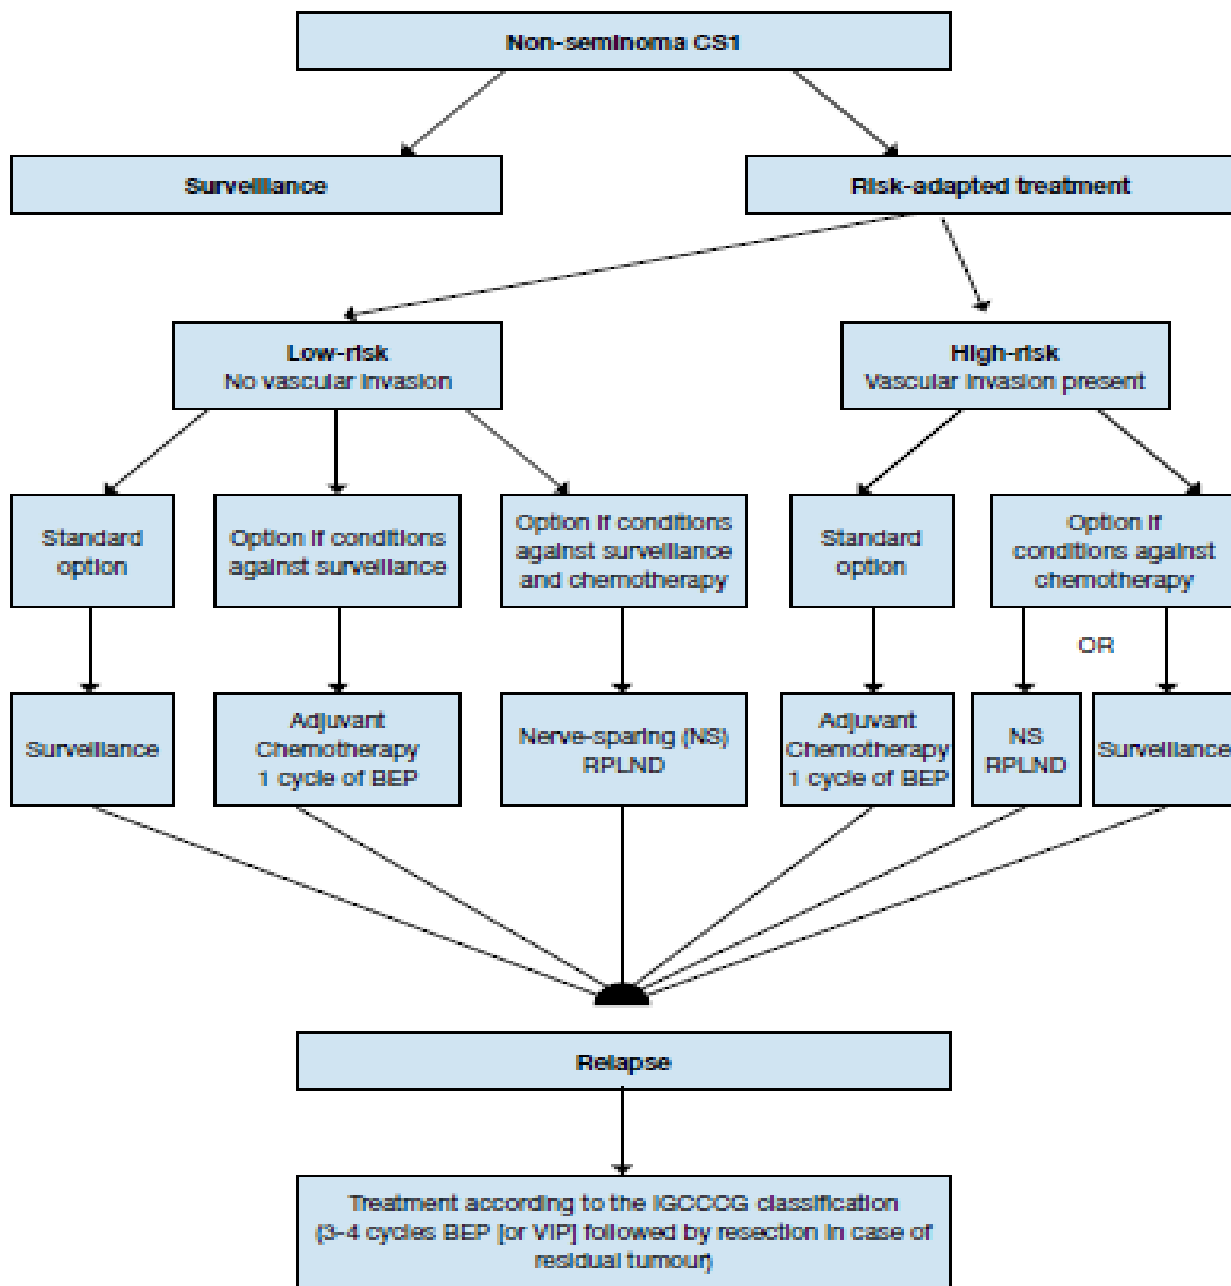 Non-seminoma CS1
Surveillance
Risk-adapted treatment
Low-risk
No vascular invasion
High-risk
Vascular invasion present
Standard
option
Option if conditions
against surveillance
Option if conditions
against surveillance
and chemotherapy
Standard
option
Option if
conditions against
chemotherapy
OR
Surveillance
Adjuvant
Chemotherapy
1 cycle of BEP
Nerve-sparing (NS)
RPLND
Adjuvant
Chemotherapy
1 cycle of BEP
NS
RPLND
Surveillance
Relapse
Treatment according to the IGCCCG classification
(3-4 cycles BEP [or VIP] followed by resection in case of
residual tumour)